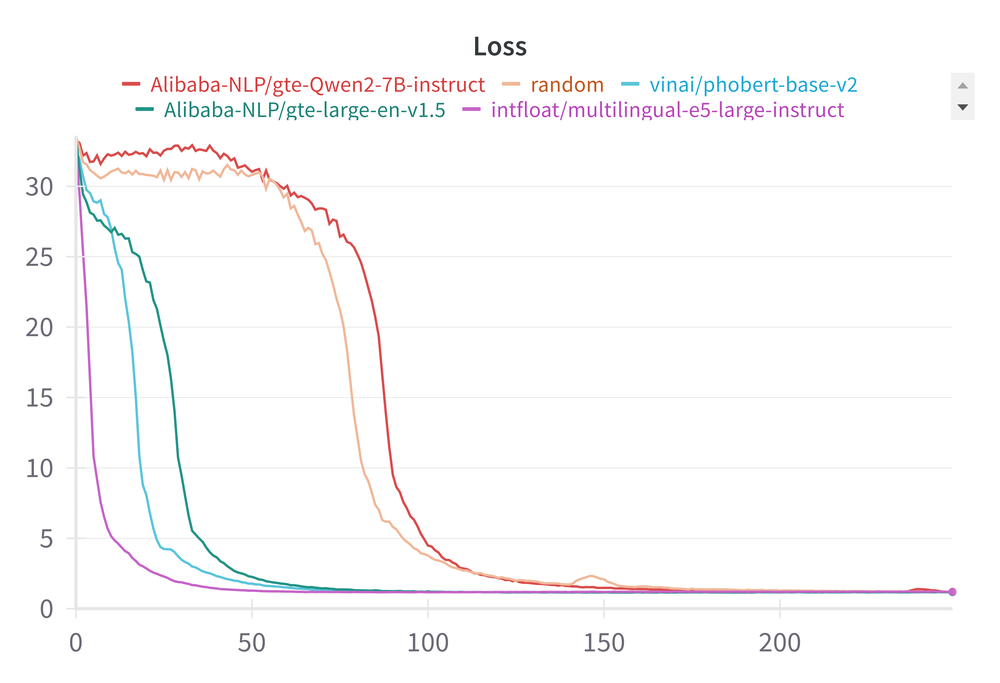 Loss
Alibaba-NLP/gte-Qwen2-7B-instruct random vinai/phobert-base-v2
Alibaba-NLP/gte-large-en-v1.5 intfloat/multilingual-e5-large-instruct
30
25
20
15
10
5
0
0 50 100 150 200